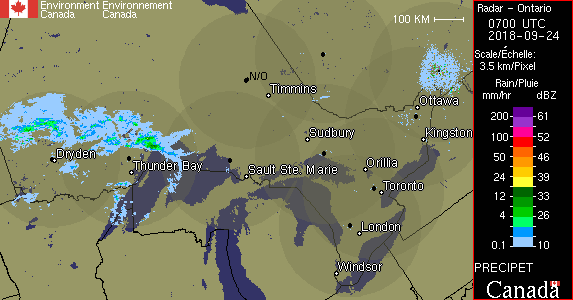 Environment Environnement
Canada Canada
100 KM
N/O
Timmins
Ottawa
Sudbury
Kingston
Dryden
Thunder Bay
Sault Ste. Marie
Orillia
Toronto
London
Windsor
Radar - Ontario
0700 UTC
2018-09-24
Scale/Échelle:
3.5 km/Pixel
Rain/Pluie
mm/hr dBZ
200 61
100 52
50 46
24 39
12 33
4 26
0.1 10
PRECIPET
Canada